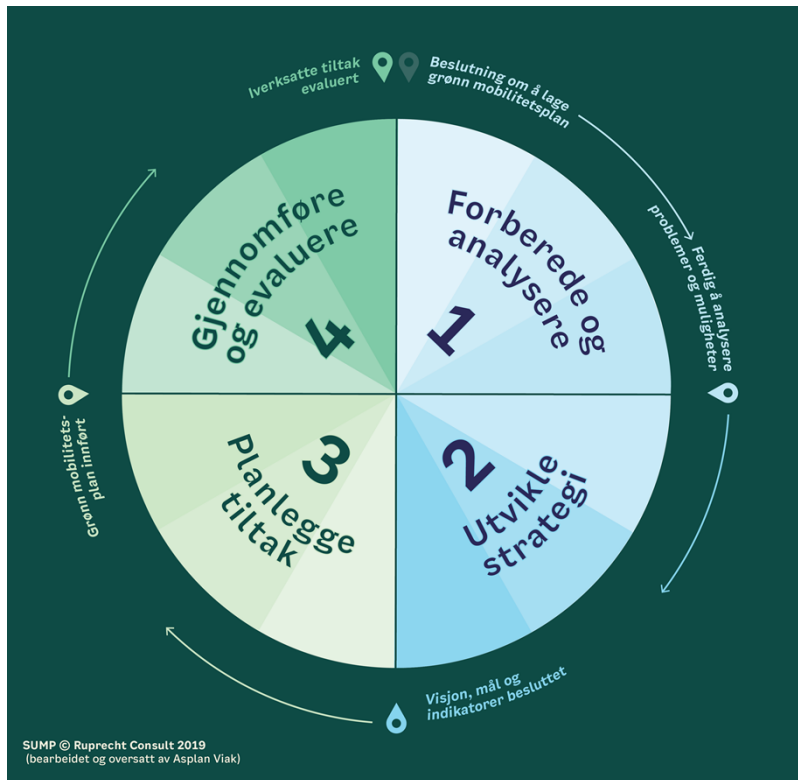 Iverksatte tiltak
evaluert
Beslutning om å lage
grønn mobilitetsplan
Forberede og
analysere
1
Ferdig å analysere
problemer og muligheter
2
Utvikle
strategi
Visjon, mål og
indikatorer besluttet
3
Planlegge
tiltak
Grønn mobilitets-
plan innført
Gjennomføre
og evaluere
4
SUMP © Ruprecht Consult 2019
(bearbeidet og oversatt av Asplan Viak)